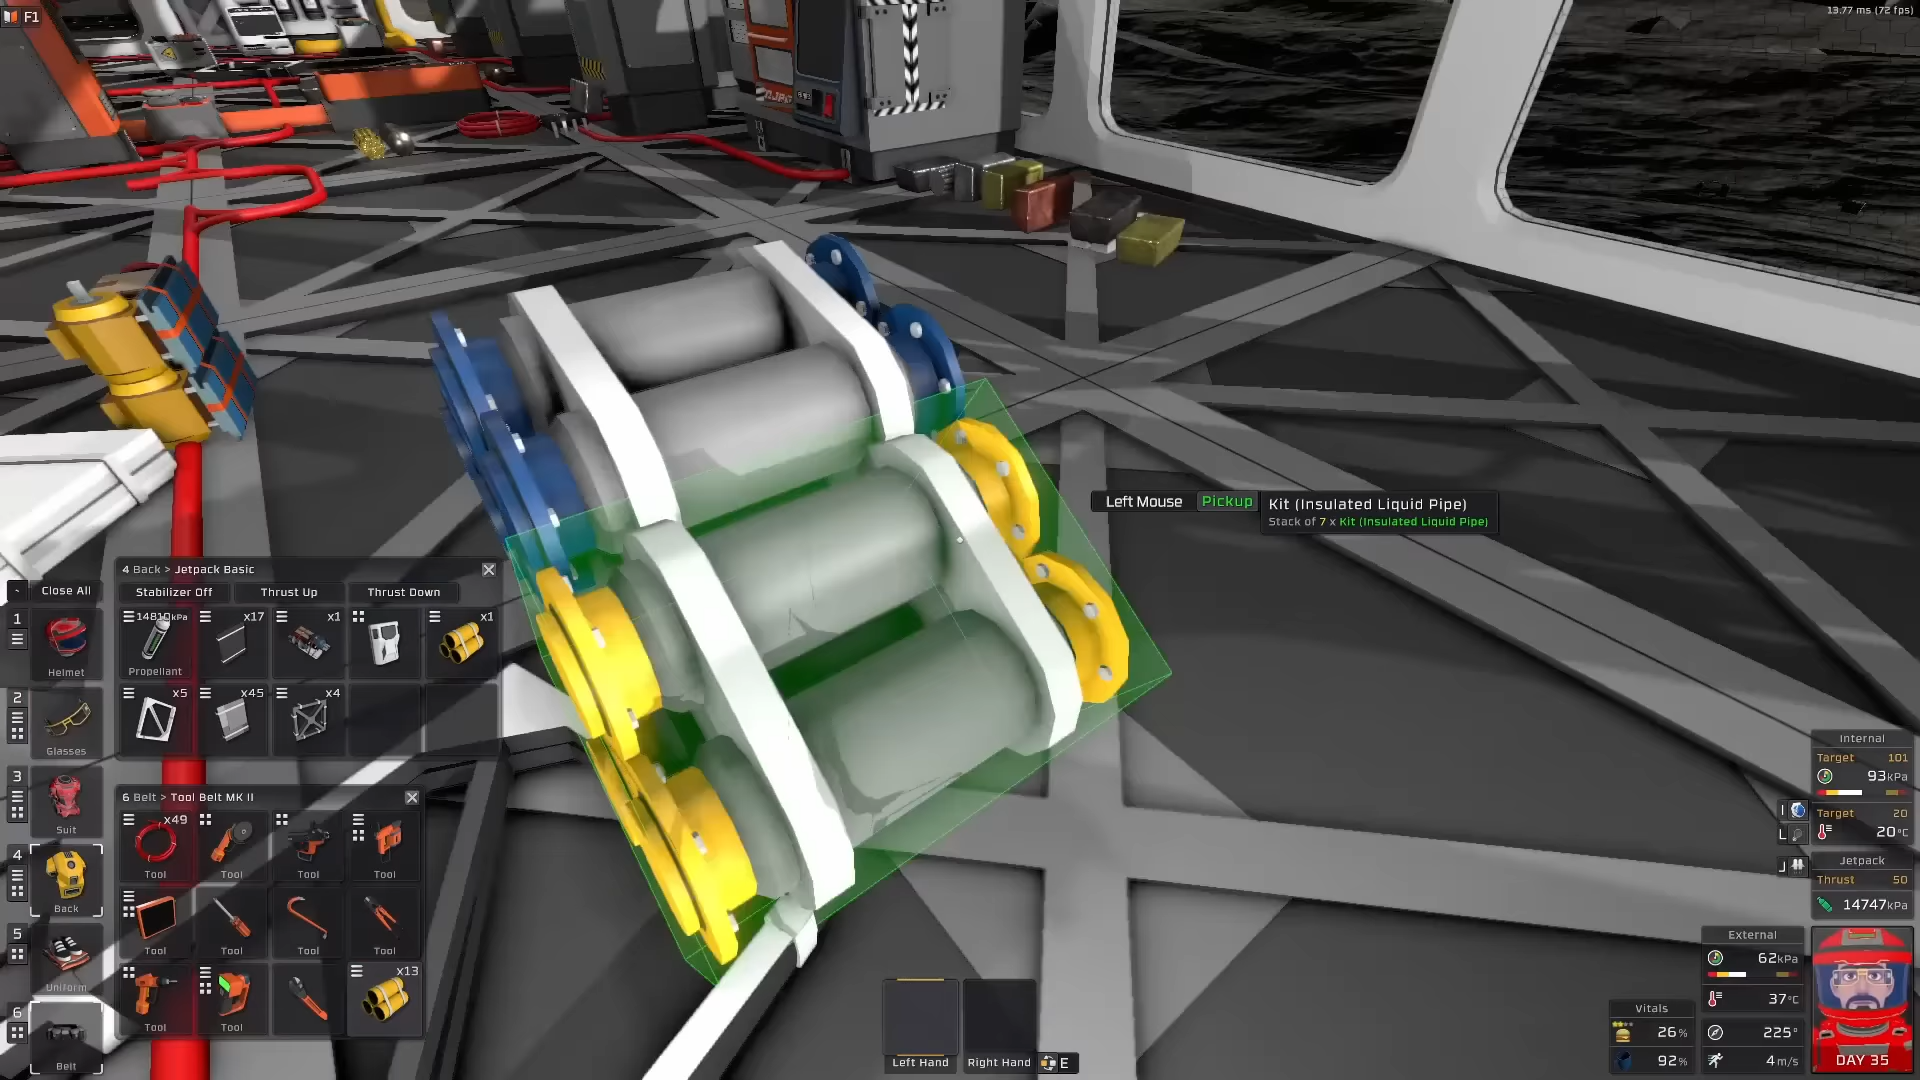 F1
13.77 ms (72 fps)
Left Mouse
Pickup
Kit (Insulated Liquid Pipe)
Stack of 7 x Kit (Insulated Liquid Pipe)
~
Close All
4 Back > Jetpack Basic
Stabilizer Off
Thrust Up
Thrust Down
14810kPa
x17
x1
x1
Propellant
x5
x45
x4
1
Helmet
2
Glasses
3
Suit
4
Back
5
Uniform
6
Belt
6 Belt > Tool Belt MK II
x49
Tool
Tool
Tool
Tool
Tool
Tool
Tool
Tool
x13
Tool
Tool
Left Hand
Right Hand
E
Internal
Target 101
93kPa
I
Target 20
L
20°C
J
Jetpack
Thrust 50
14747kPa
External
62kPa
37°C
225°
4m/s
Vitals
26%
92%
DAY 35